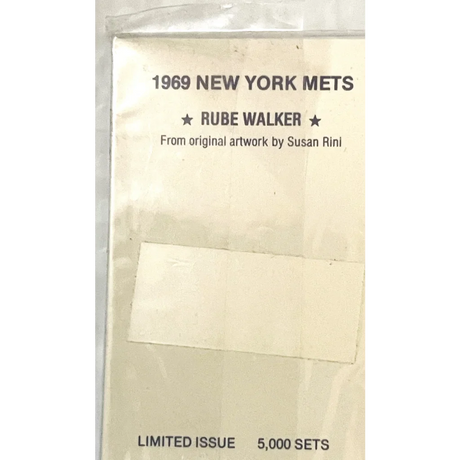 1969 NEW YORK METS
★ RUBE WALKER ★
From original artwork by Susan Rini
LIMITED ISSUE 5,000 SETS